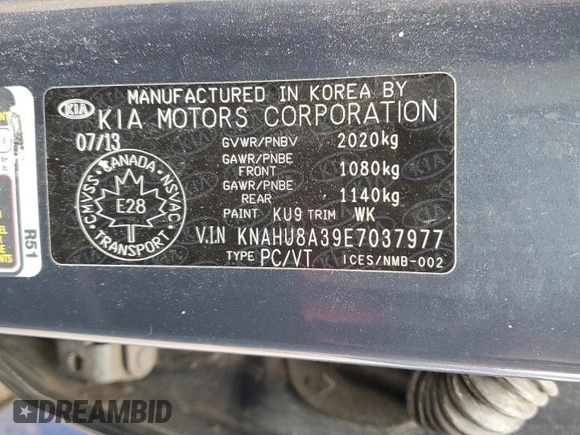 MANUFACTURED IN KOREA BY
KIA KIA MOTORS CORPORATION
07/13
GVWR/PNBV 2020kg
GAWR/PNBE FRONT 1080kg
GAWR/PNBE REAR 1140kg
PAINT KU9 TRIM WK
V.I.N KNAHU8A39E7037977
TYPE PC/VT ICES/NMB-002
CMVSS CANADA NSVAC
E28
TRANSPORT
R51
DREAMBID